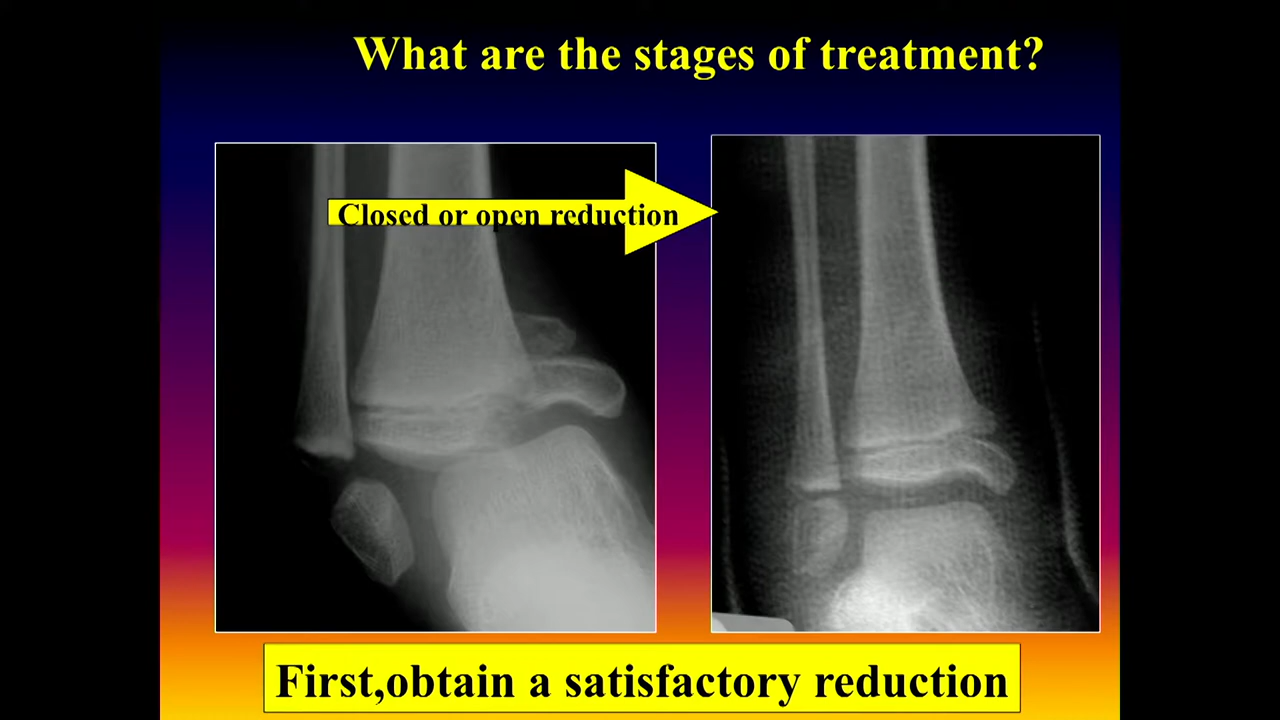 What are the stages of treatment?
Closed or open reduction
First,obtain a satisfactory reduction